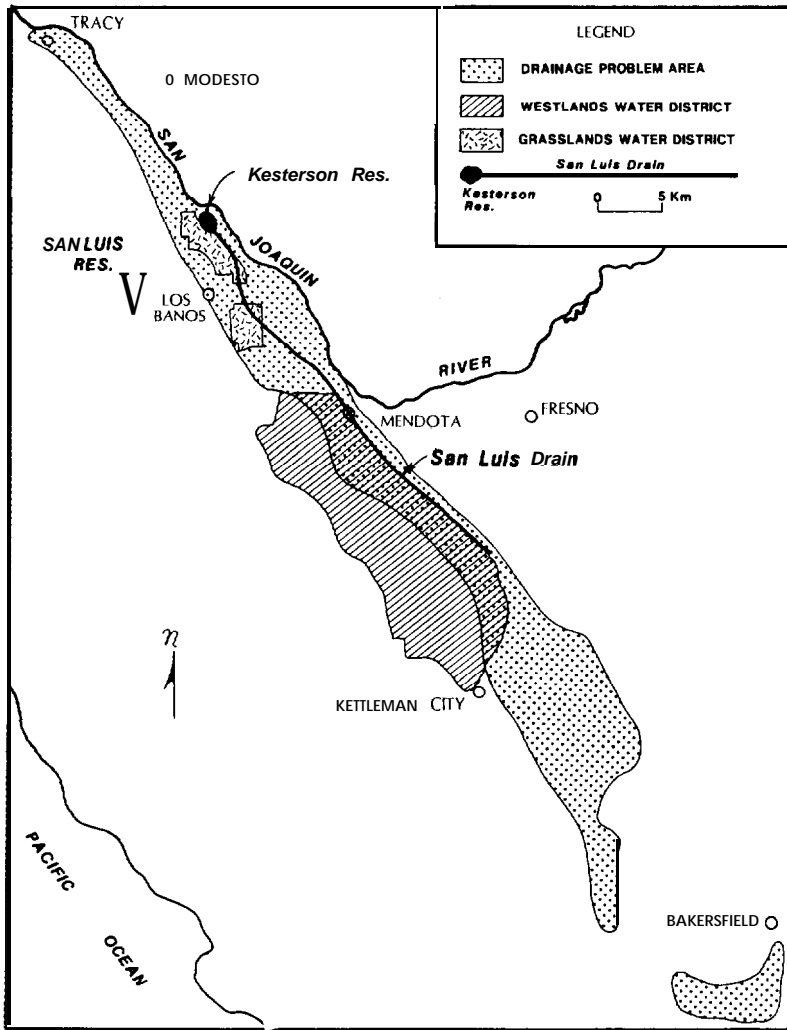 TRACY
0 MODESTO
LEGEND
DRAINAGE PROBLEM AREA
WESTLANDS WATER DISTRICT
GRASSLANDS WATER DISTRICT
San Luis Drain
Kesterson
Res.
0 5 Km
SAN
JOAQUIN
RIVER
Kesterson Res.
SAN LUIS
RES.
LOS
BANOS
MENDOTA
FRESNO
San Luis Drain
n
KETTLEMAN CITY
PACIFIC
OCEAN
BAKERSFIELD